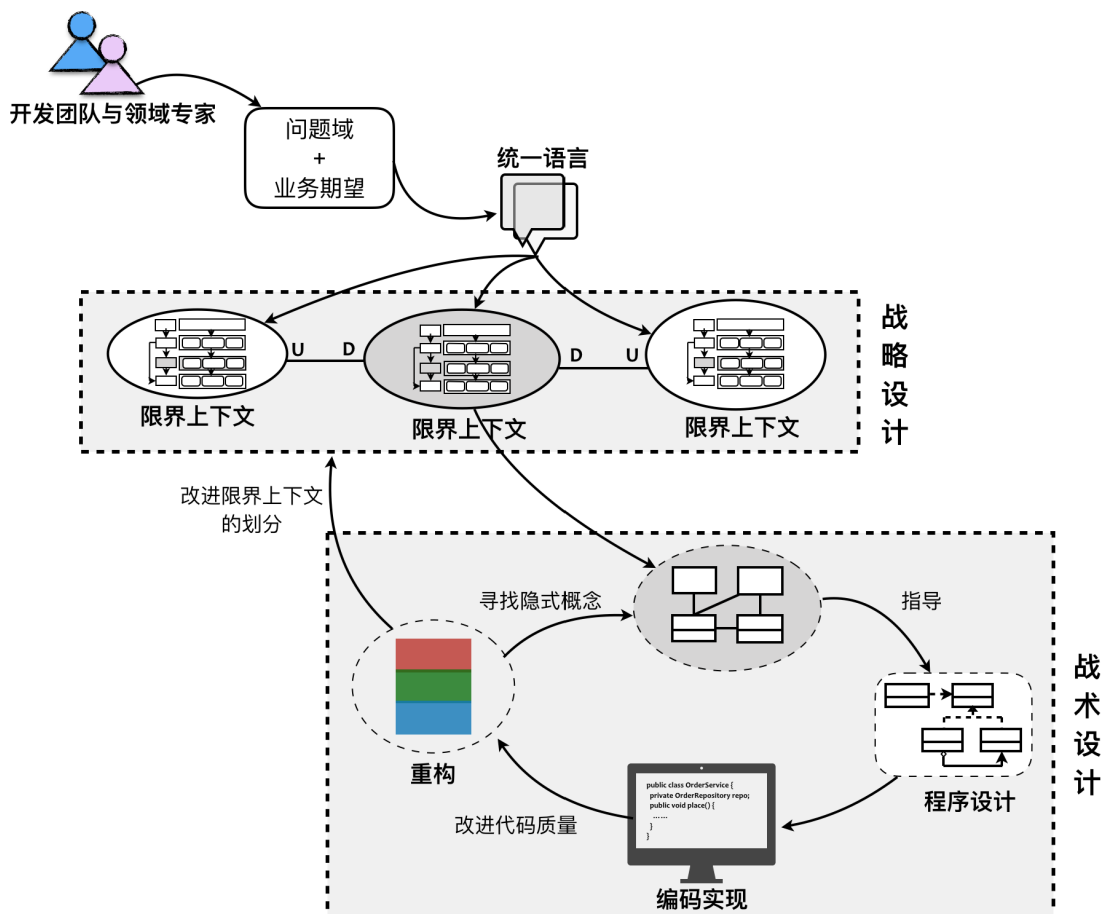 开发团队与领域专家
问题域
+
业务期望
统一语言
战
略
设
计
U
D
D
U
限界上下文
限界上下文
限界上下文
改进限界上下文
的划分
寻找隐式概念
指导
战
术
设
计
重构
程序设计
改进代码质量
public class OrderService {
private OrderRepository repo;
public void place() {
......
}
}
编码实现